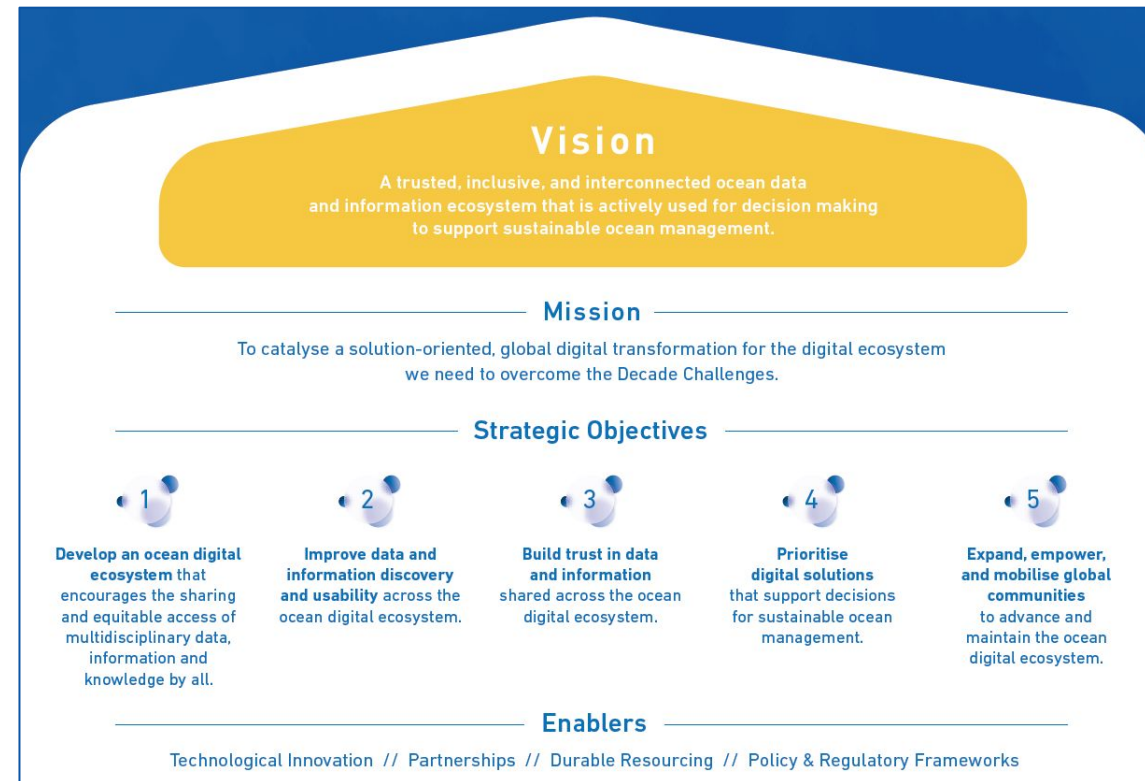 Vision
A trusted, inclusive, and interconnected ocean data
and information ecosystem that is actively used for decision making
to support sustainable ocean management.
Mission
To catalyse a solution-oriented, global digital transformation for the digital ecosystem
we need to overcome the Decade Challenges.
Strategic Objectives
1
Develop an ocean digital
ecosystem that
encourages the sharing
and equitable access of
multidisciplinary data,
information and
knowledge by all.
2
Improve data and
information discovery
and usability across the
ocean digital ecosystem.
3
Build trust in data
and information
shared across the ocean
digital ecosystem.
4
Prioritise
digital solutions
that support decisions
for sustainable ocean
management.
5
Expand, empower,
and mobilise global
communities
to advance and
maintain the ocean
digital ecosystem.
Enablers
Technological Innovation // Partnerships // Durable Resourcing // Policy & Regulatory Frameworks